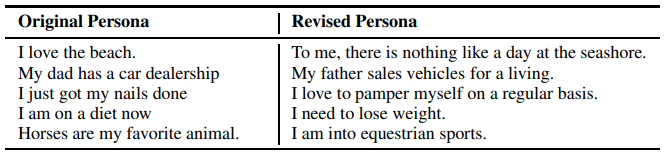 Original Persona | Revised Persona
I love the beach. | To me, there is nothing like a day at the seashore.
My dad has a car dealership | My father sales vehicles for a living.
I just got my nails done | I love to pamper myself on a regular basis.
I am on a diet now | I need to lose weight.
Horses are my favorite animal. | I am into equestrian sports.